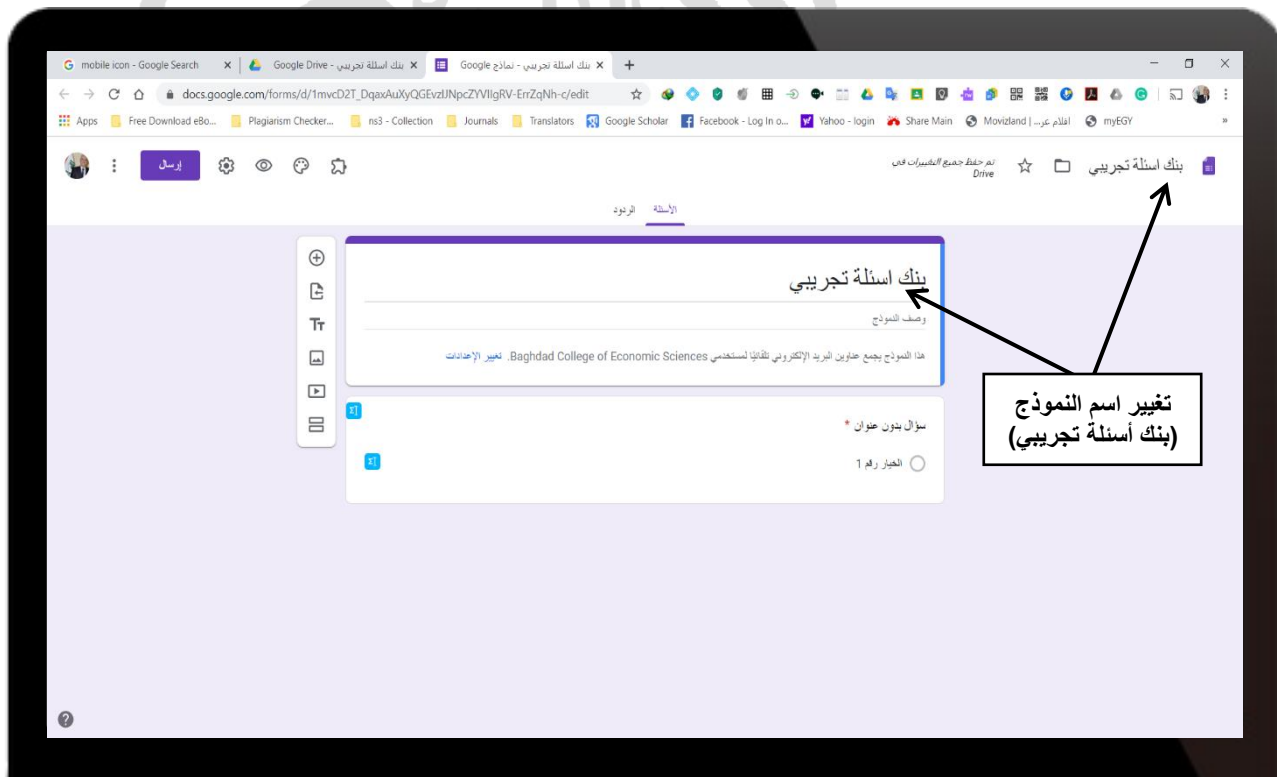 mobile icon - Google Search
بنك اسئلة تجريبي - Google Drive
بنك اسئلة تجريبي - نماذج Google
docs.google.com/forms/d/1mvcD2T_DqaxAuXyQGEvzUNpcZYVIIgRV-ErrZqNh-c/edit
Apps Free Download eBo... Plagiarism Checker... ns3 - Collection Journals Translators Google Scholar Facebook - Log In o... Yahoo - login Share Main Movizland | افلام عر... myEGY »
بنك اسئلة تجريبي
تم حفظ جميع التغييرات في
Drive
إرسال
الأسئلة الردود
بنك اسئلة تجريبي
وصف النموذج
هذا النموذج يجمع عناوين البريد الإلكتروني تلقائيًا لمستخدمي Baghdad College of Economic Sciences. تغيير الإعدادات
Tт
سؤال بدون عنوان *
الخيار رقم 1
تغيير اسم النموذج
(بنك أسئلة تجريبي)